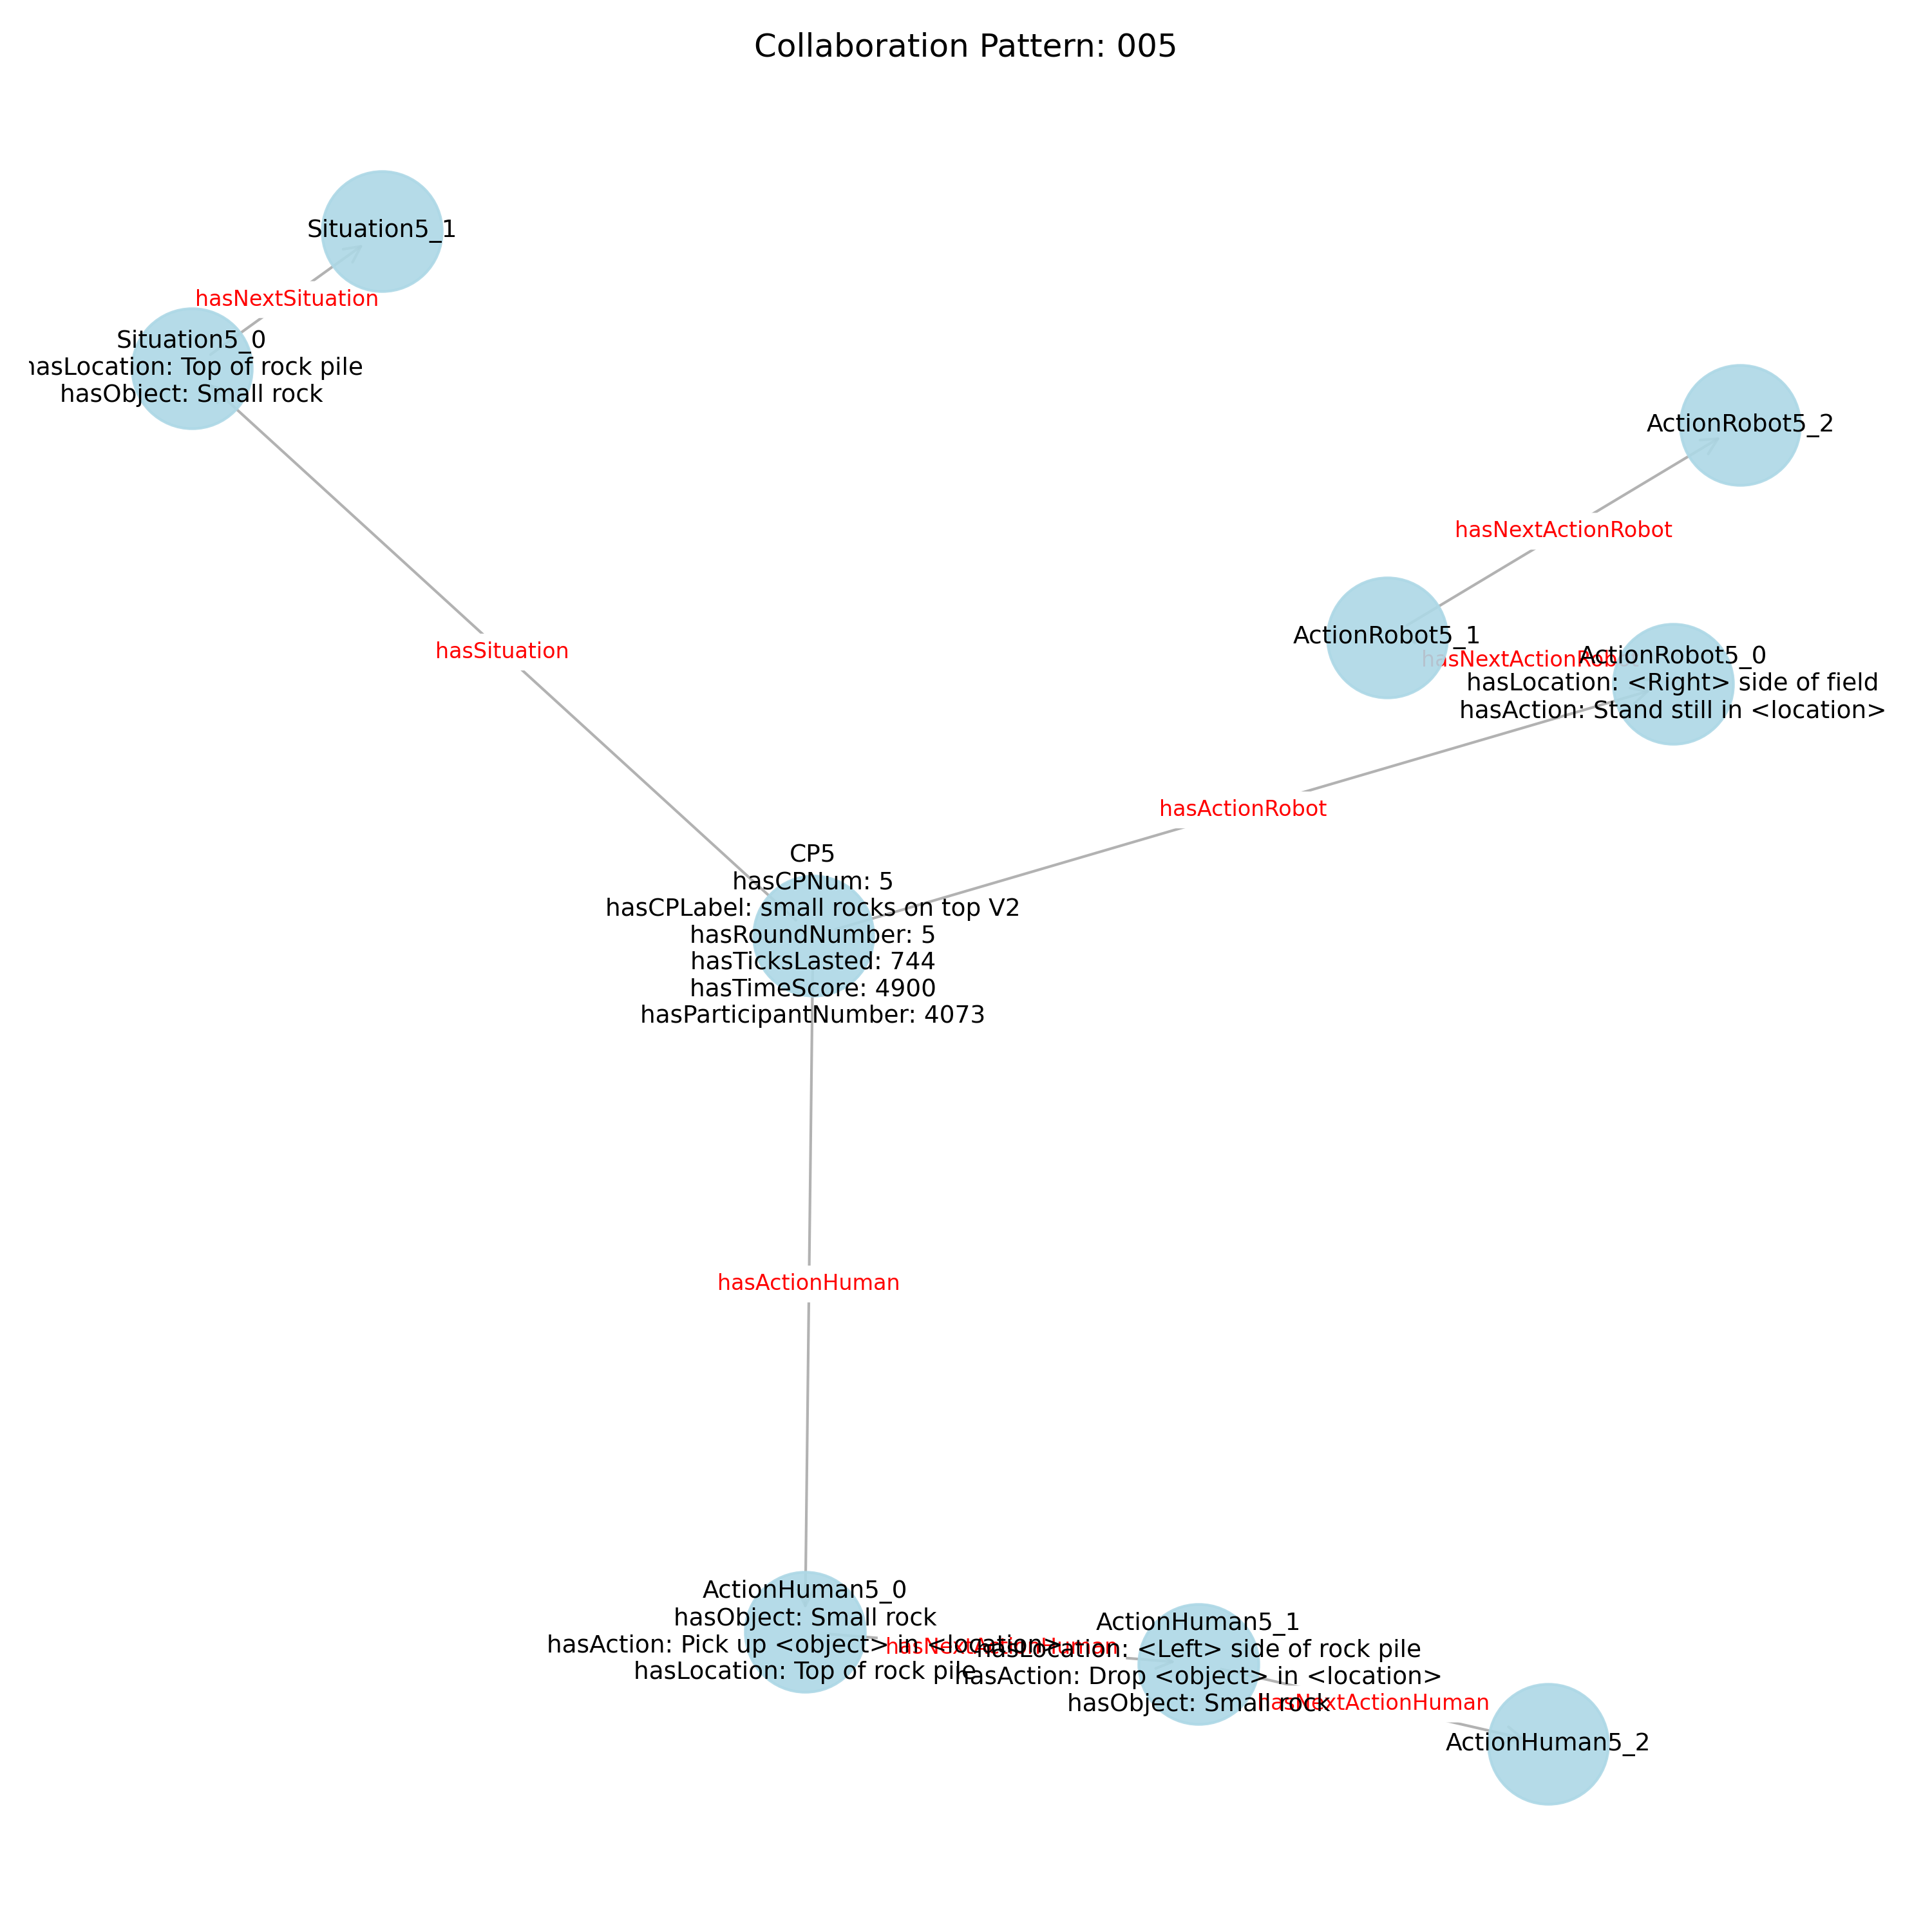 Collaboration Pattern: 005
Situation5_1
hasNextSituation
Situation5_0
hasLocation: Top of rock pile
hasObject: Small rock
ActionRobot5_2
hasNextActionRobot
ActionRobot5_1
hasNextActionRobot
ActionRobot5_0
hasLocation: <Right> side of field
hasAction: Stand still in <location>
hasSituation
hasActionRobot
CP5
hasCPNum: 5
hasCPLabel: small rocks on top V2
hasRoundNumber: 5
hasTicksLasted: 744
hasTimeScore: 4900
hasParticipantNumber: 4073
hasActionHuman
ActionHuman5_0
hasObject: Small rock
hasAction: Pick up <object> in <location>
hasLocation: Top of rock pile
hasNextActionHuman
ActionHuman5_1
hasLocation: <Left> side of rock pile
hasAction: Drop <object> in <location>
hasObject: Small rock
hasNextActionHuman
ActionHuman5_2